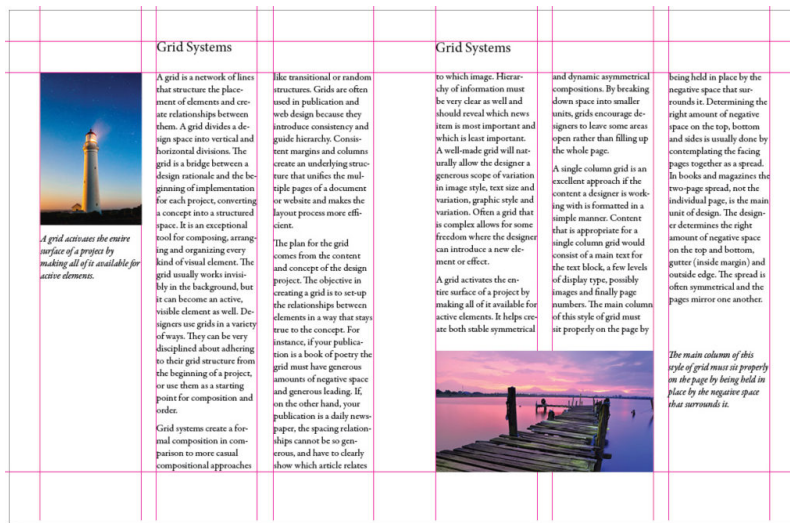 Grid Systems
A grid activates the entire
surface of a project by
making all of it available for
active elements.
A grid is a network of lines
that structure the place-
ment of elements and cre-
ate relationships between
them. A grid divides a de-
sign space into vertical and
horizontal divisions. The
grid is a bridge between a
design rationale and the be-
ginning of implementation
for each project, converting
a concept into a structured
space. It is an exceptional
tool for composing, arrang-
ing and organizing every
kind of visual element. The
grid usually works invisi-
bly in the background, but
it can become an active,
visible element as well. De-
signers use grids in a variety
of ways. They can be very
disciplined about adhering
to their grid structure from
the beginning of a project,
or use them as a starting
point for composition and
order.
Grid systems create a for-
mal composition in com-
parison to more casual
compositional approaches
like transitional or random
structures. Grids are often
used in publication and
web design because they
introduce consistency and
guide hierarchy. Consis-
tent margins and columns
create an underlying struc-
ture that unifies the mul-
tiple pages of a document
or website and makes the
layout process more effi-
cient.
The plan for the grid
comes from the content
and concept of the design
project. The objective in
creating a grid is to set-up
the relationships between
elements in a way that stays
true to the concept. For
instance, if your publica-
tion is a book of poetry the
grid must have generous
amounts of negative space
and generous leading. If,
on the other hand, your
publication is a daily news-
paper, the spacing relation-
ships cannot be so gen-
erous, and have to clearly
show which article relates
Grid Systems
to which image. Hierar-
chy of information must
be very clear as well and
should reveal which news
item is most important and
which is least important.
A well-made grid will nat-
urally allow the designer a
generous scope of variation
in image style, text size and
variation, graphic style and
variation. Often a grid that
is complex allows for some
freedom where the designer
can introduce a new ele-
ment or effect.
A grid activates the en-
tire surface of a project by
making all of it available for
active elements. It helps cre-
ate both stable symmetrical
and dynamic asymmetrical
compositions. By breaking
down space into smaller
units, grids encourage de-
signers to leave some areas
open rather than filling up
the whole page.
A single column grid is an
excellent approach if the
content a designer is work-
ing with is formatted in a
simple manner. Content
that is appropriate for a
single column grid would
consist of a main text for
the text block, a few levels
of display type, possibly
images and finally page
numbers. The main column
of this style of grid must
sit properly on the page by
being held in place by the
negative space that sur-
rounds it. Determining the
right amount of negative
space on the top, bottom
and sides is usually done by
contemplating the facing
pages together as a spread.
In books and magazines the
two-page spread, not the
individual page, is the main
unit of design. The design-
er determines the right
amount of negative space
on the top and bottom,
gutter (inside margin) and
outside edge. The spread is
often symmetrical and the
pages mirror one another.
The main column of this
style of grid must sit properly
on the page by being held in
place by the negative space
that surrounds it.